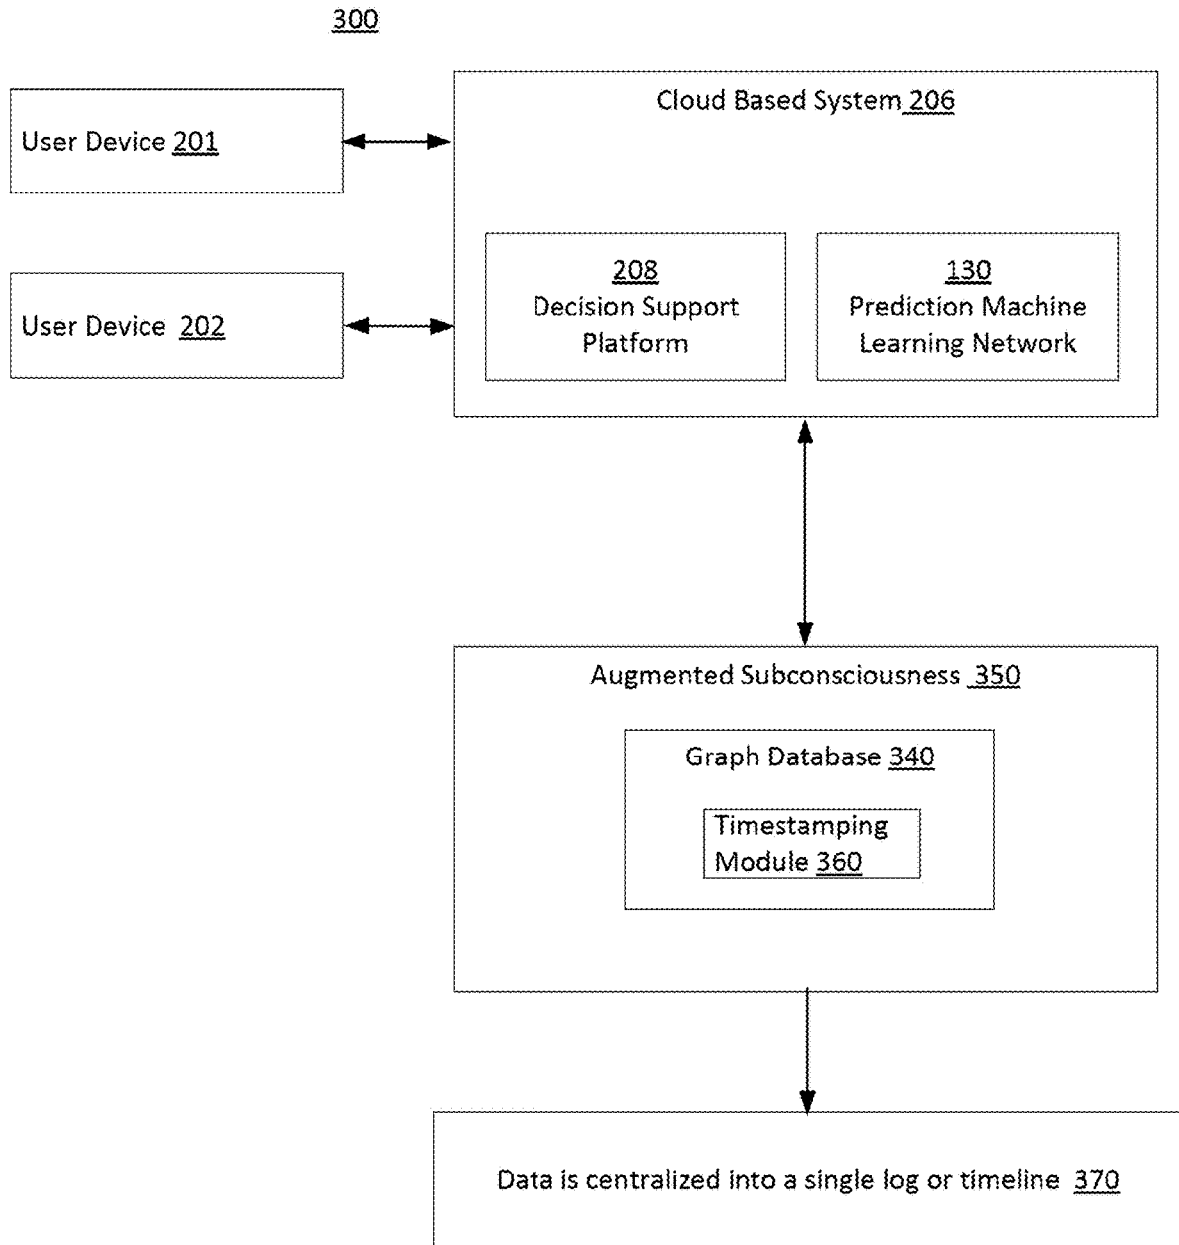 300
User Device 201
Cloud Based System 206
User Device 202
208
Decision Support
Platform
130
Prediction Machine
Learning Network
Augmented Subconsciousness 350
Graph Database 340
Timestamping
Module 360
Data is centralized into a single log or timeline 370